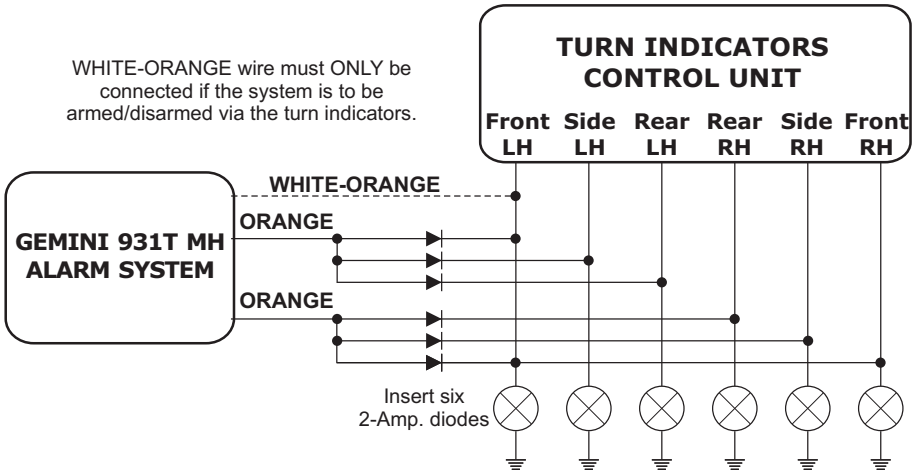 WHITE-ORANGE wire must ONLY be
connected if the system is to be
armed/disarmed via the turn indicators.
TURN INDICATORS
CONTROL UNIT
Front Side Rear Rear Side Front
LH LH LH RH RH RH
WHITE-ORANGE
ORANGE
GEMINI 931T MH
ALARM SYSTEM
ORANGE
Insert six
2-Amp. diodes